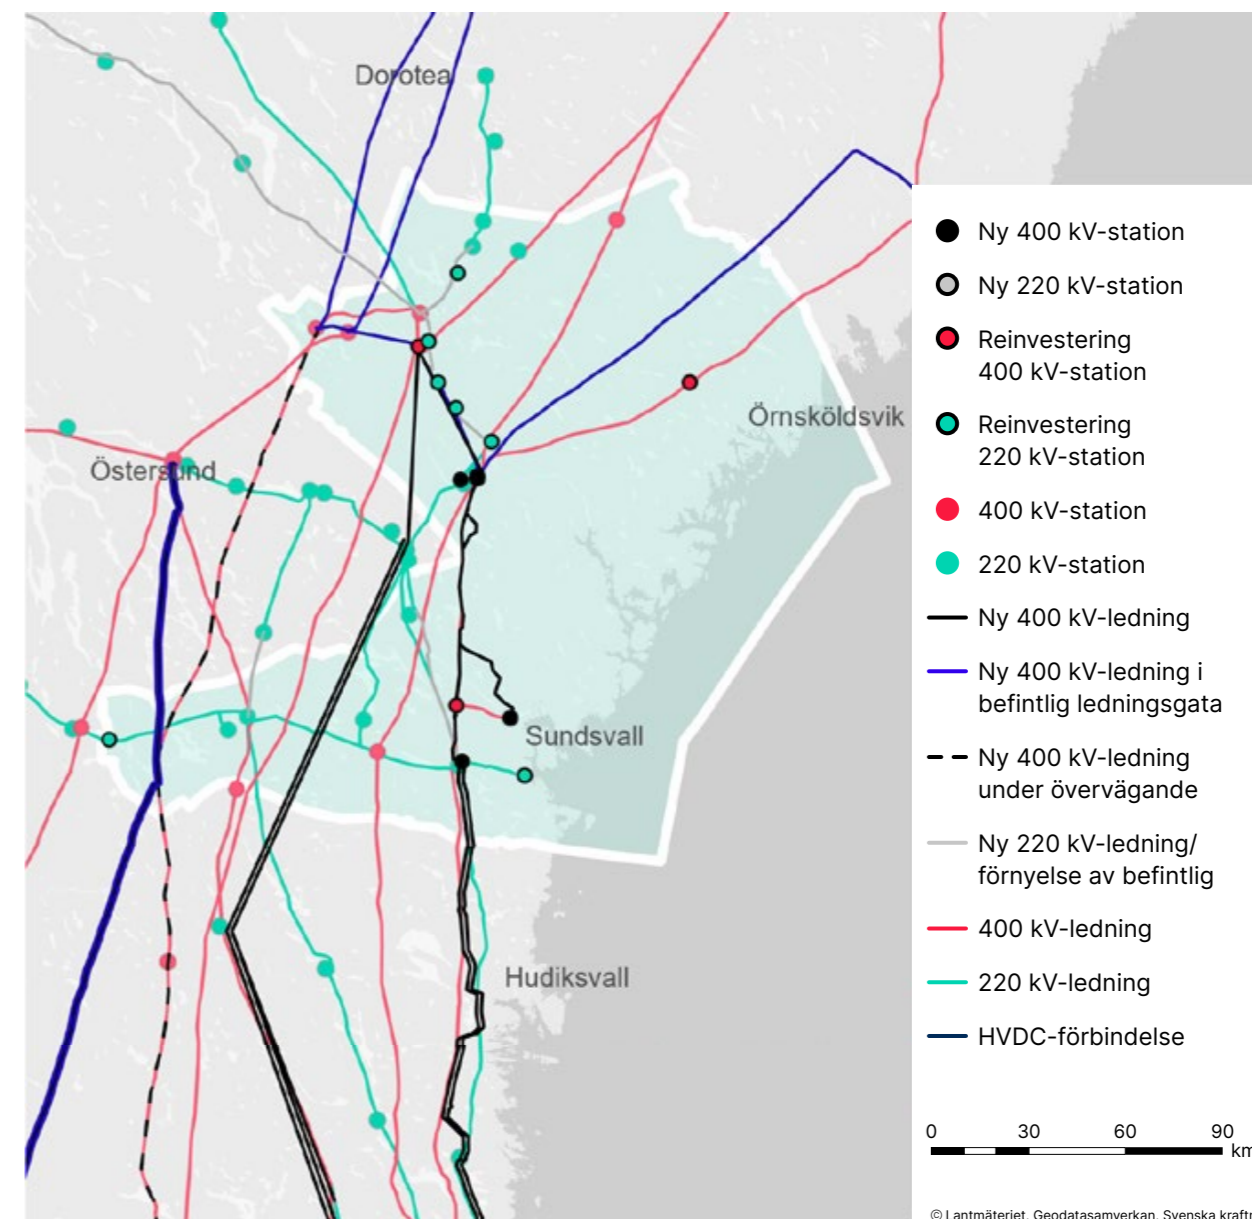 Dorotea
Örnsköldsvik
Östersund
Sundsvall
Hudiksvall
Ny 400 kV-station
Ny 220 kV-station
Reinvestering
400 kV-station
Reinvestering
220 kV-station
400 kV-station
220 kV-station
Ny 400 kV-ledning
Ny 400 kV-ledning i
befintlig ledningsgata
Ny 400 kV-ledning
under övervägande
Ny 220 kV-ledning/
förnyelse av befintlig
400 kV-ledning
220 kV-ledning
HVDC-förbindelse
0 30 60 90
km
© Lantmäteriet, Geodatasamverkan, Svenska